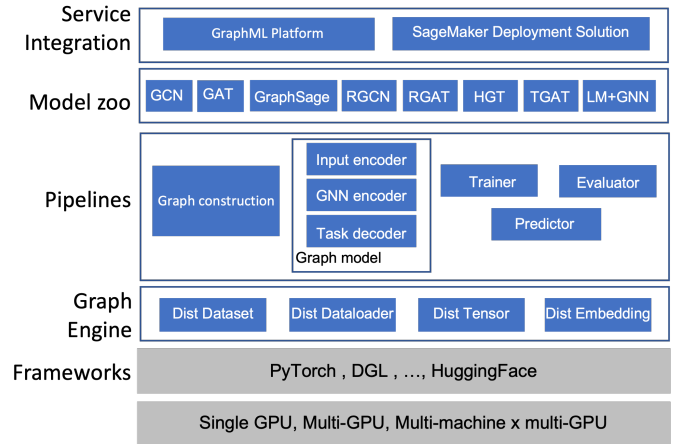 Service
Integration
GraphML Platform
SageMaker Deployment Solution
Model zoo
GCN
GAT
GraphSage
RGCN
RGAT
HGT
TGAT
LM+GNN
Pipelines
Graph construction
Input encoder
GNN encoder
Task decoder
Graph model
Trainer
Evaluator
Predictor
Graph
Engine
Dist Dataset
Dist Dataloader
Dist Tensor
Dist Embedding
Frameworks
PyTorch , DGL , …, HuggingFace
Single GPU, Multi-GPU, Multi-machine x multi-GPU